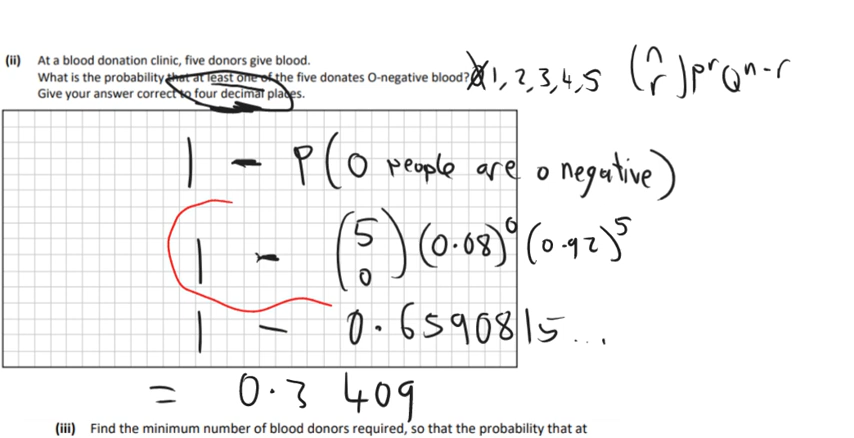 (ii) At a blood donation clinic, five donors give blood.
What is the probability that at least one of the five donates O-negative blood?
0 1, 2, 3, 4, 5 (n r) p^r Q^n-r
Give your answer correct to four decimal places.
1 - P(0 people are o negative)
1 - (5 0) (0.08)^0 (0.92)^5
1 - 0.6590815...
= 0.3409
(iii) Find the minimum number of blood donors required, so that the probability that at